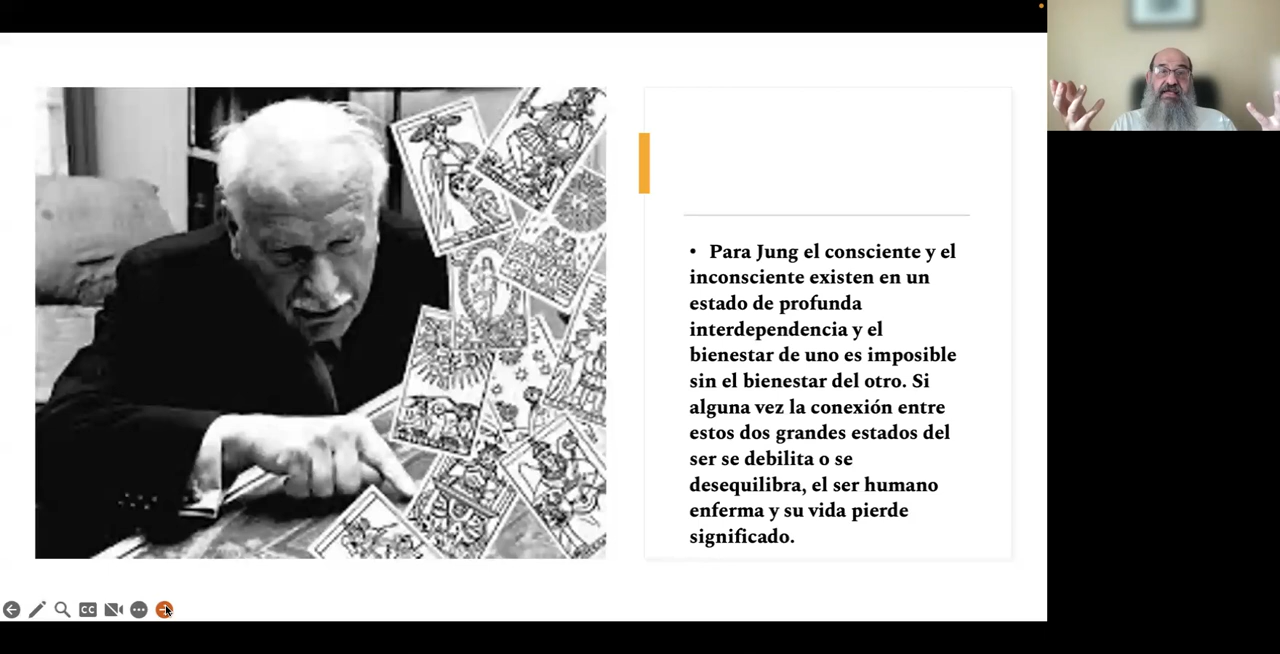 • Para Jung el consciente y el
inconsciente existen en un
estado de profunda
interdependencia y el
bienestar de uno es imposible
sin el bienestar del otro. Si
alguna vez la conexión entre
estos dos grandes estados del
ser se debilita o se
desequilibra, el ser humano
enferma y su vida pierde
significado.
CC